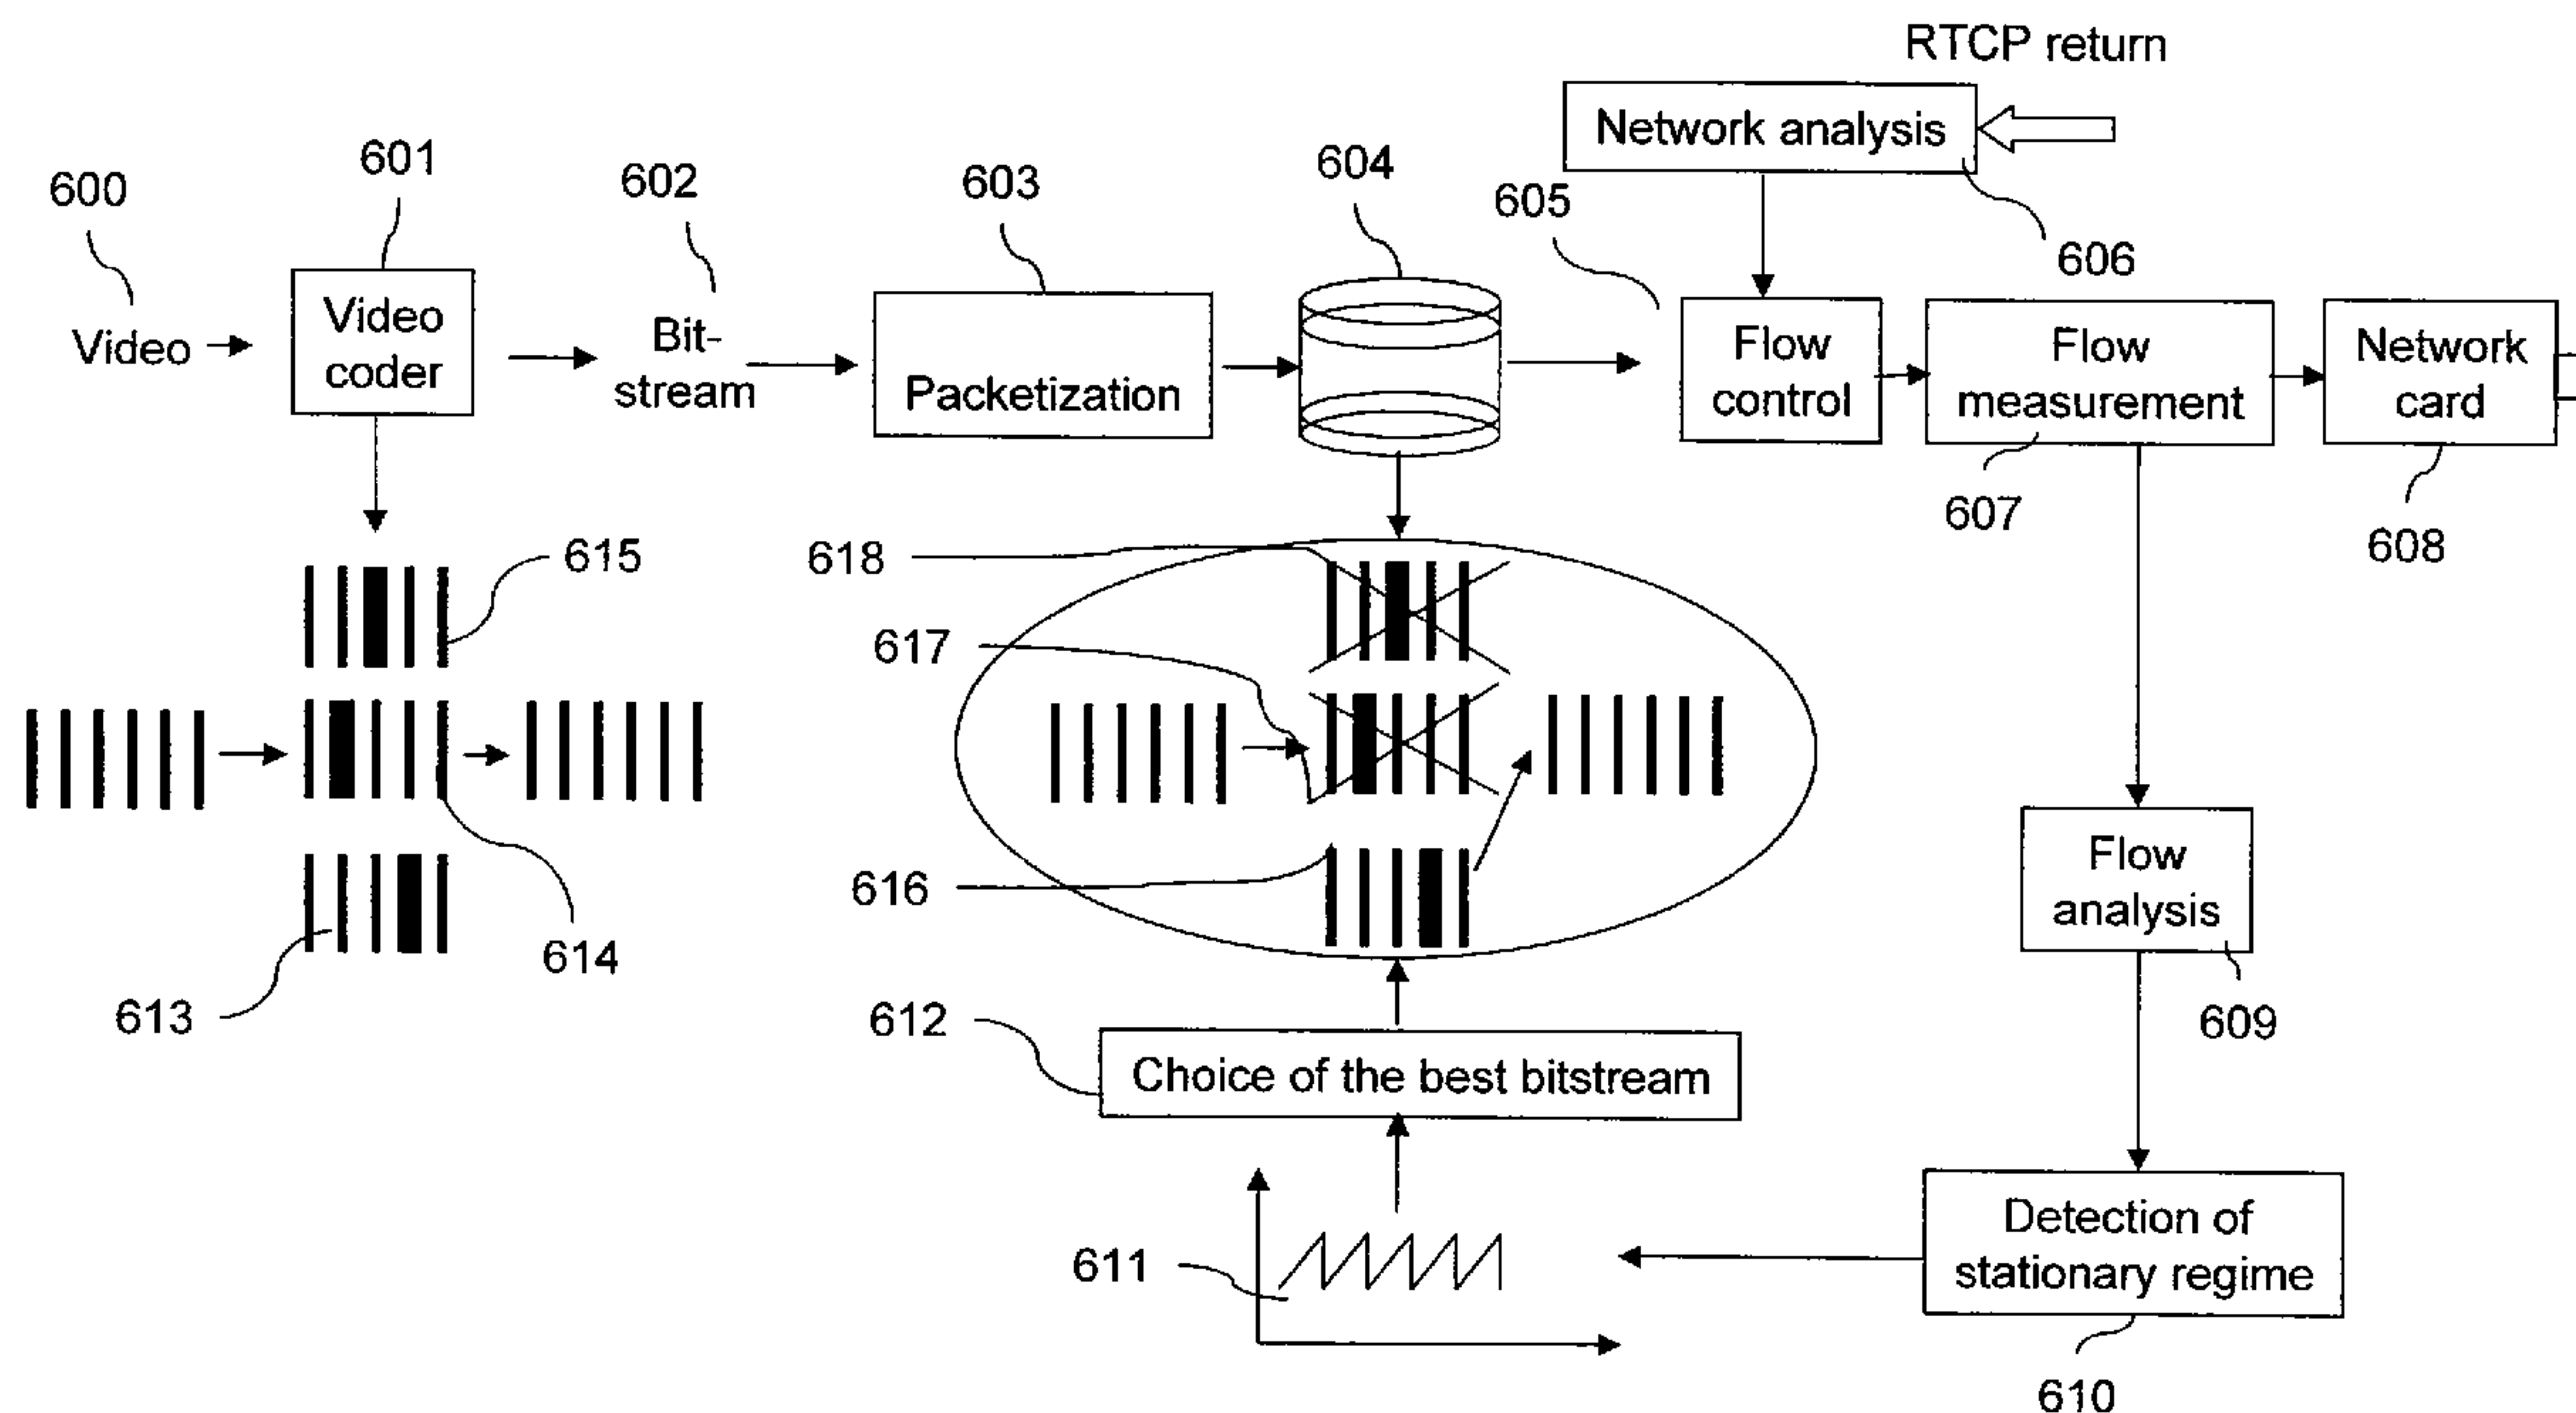 RTCP return
Network analysis
601
604
600
602
603
605
606
Video
Video
coder
Bit-
stream
Packetization
Flow
control
Flow
measurement
Network
card
607
608
615
618
617
616
614
613
Flow
analysis
609
612
Choice of the best bitstream
611
Detection of
stationary regime
610